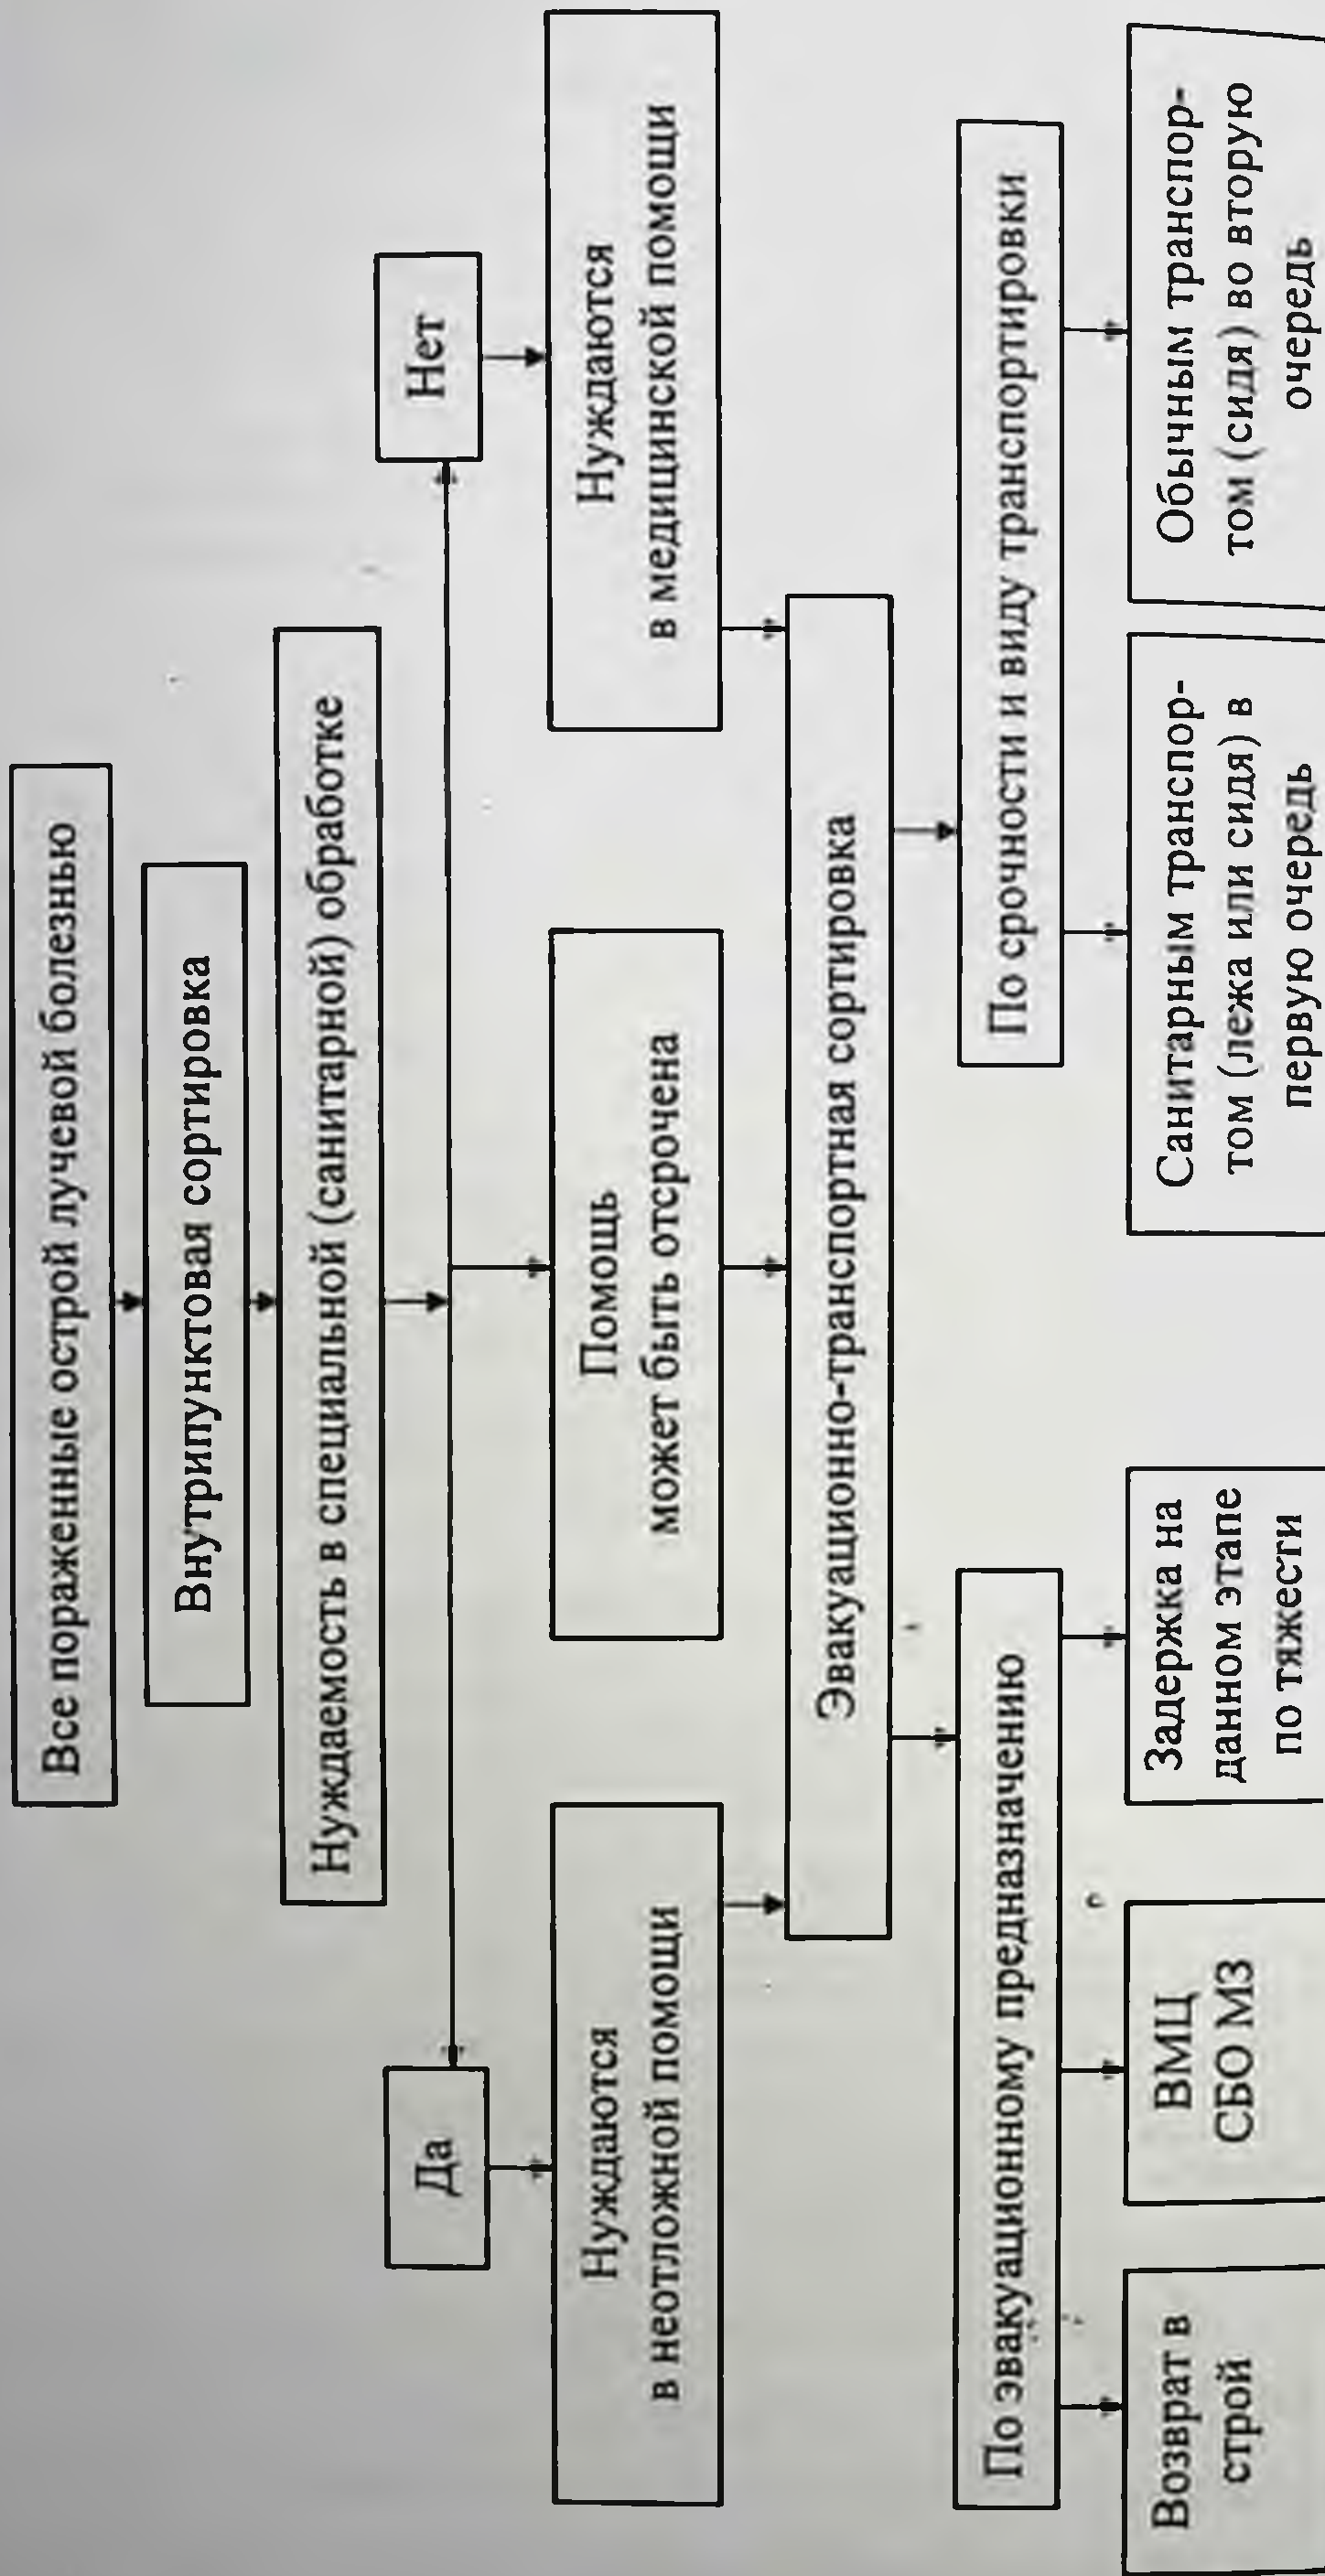 Все пораженные острой лучевой болезнью
Внутрипунктовая сортировка
Нуждаемость в специальной (санитарной) обработке
Да
Нет
Нуждаются
в неотложной помощи
Помощь
может быть отсрочена
Нуждаются
в медицинской помощи
Эвакуационно-транспортная сортировка
По эвакуационному предназначению
По срочности и виду транспортировки
Возврат в
строй
ВМЦ
СБО МЗ
Задержка на
данном этапе
по тяжести
Санитарным транспор-
том (лежа или сидя) в
первую очередь
Обычным транспор-
том (сидя) во вторую
очередь